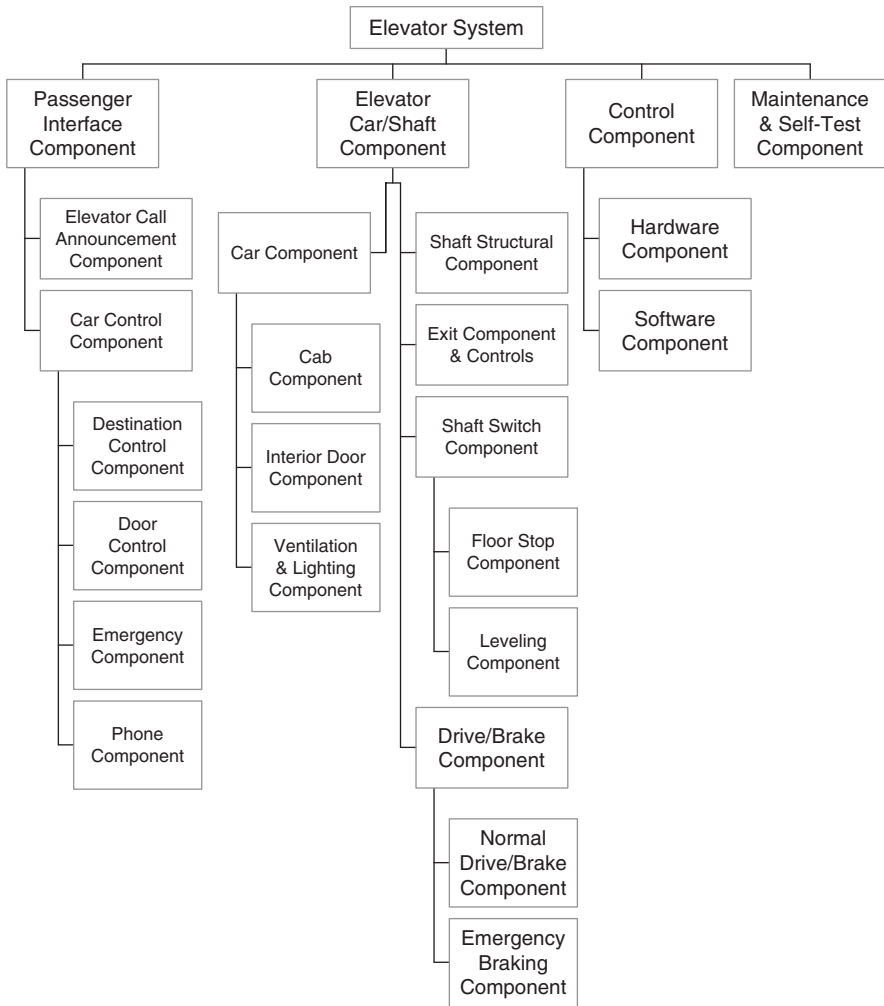 Elevator System
Passenger
Interface
Component
Elevator
Car/Shaft
Component
Control
Component
Maintenance
& Self-Test
Component
Elevator Call
Announcement
Component
Car Control
Component
Destination
Control
Component
Door
Control
Component
Emergency
Component
Phone
Component
Car Component
Cab
Component
Interior Door
Component
Ventilation
& Lighting
Component
Shaft Structural
Component
Exit Component
& Controls
Shaft Switch
Component
Floor Stop
Component
Leveling
Component
Drive/Brake
Component
Normal
Drive/Brake
Component
Emergency
Braking
Component
Hardware
Component
Software
Component